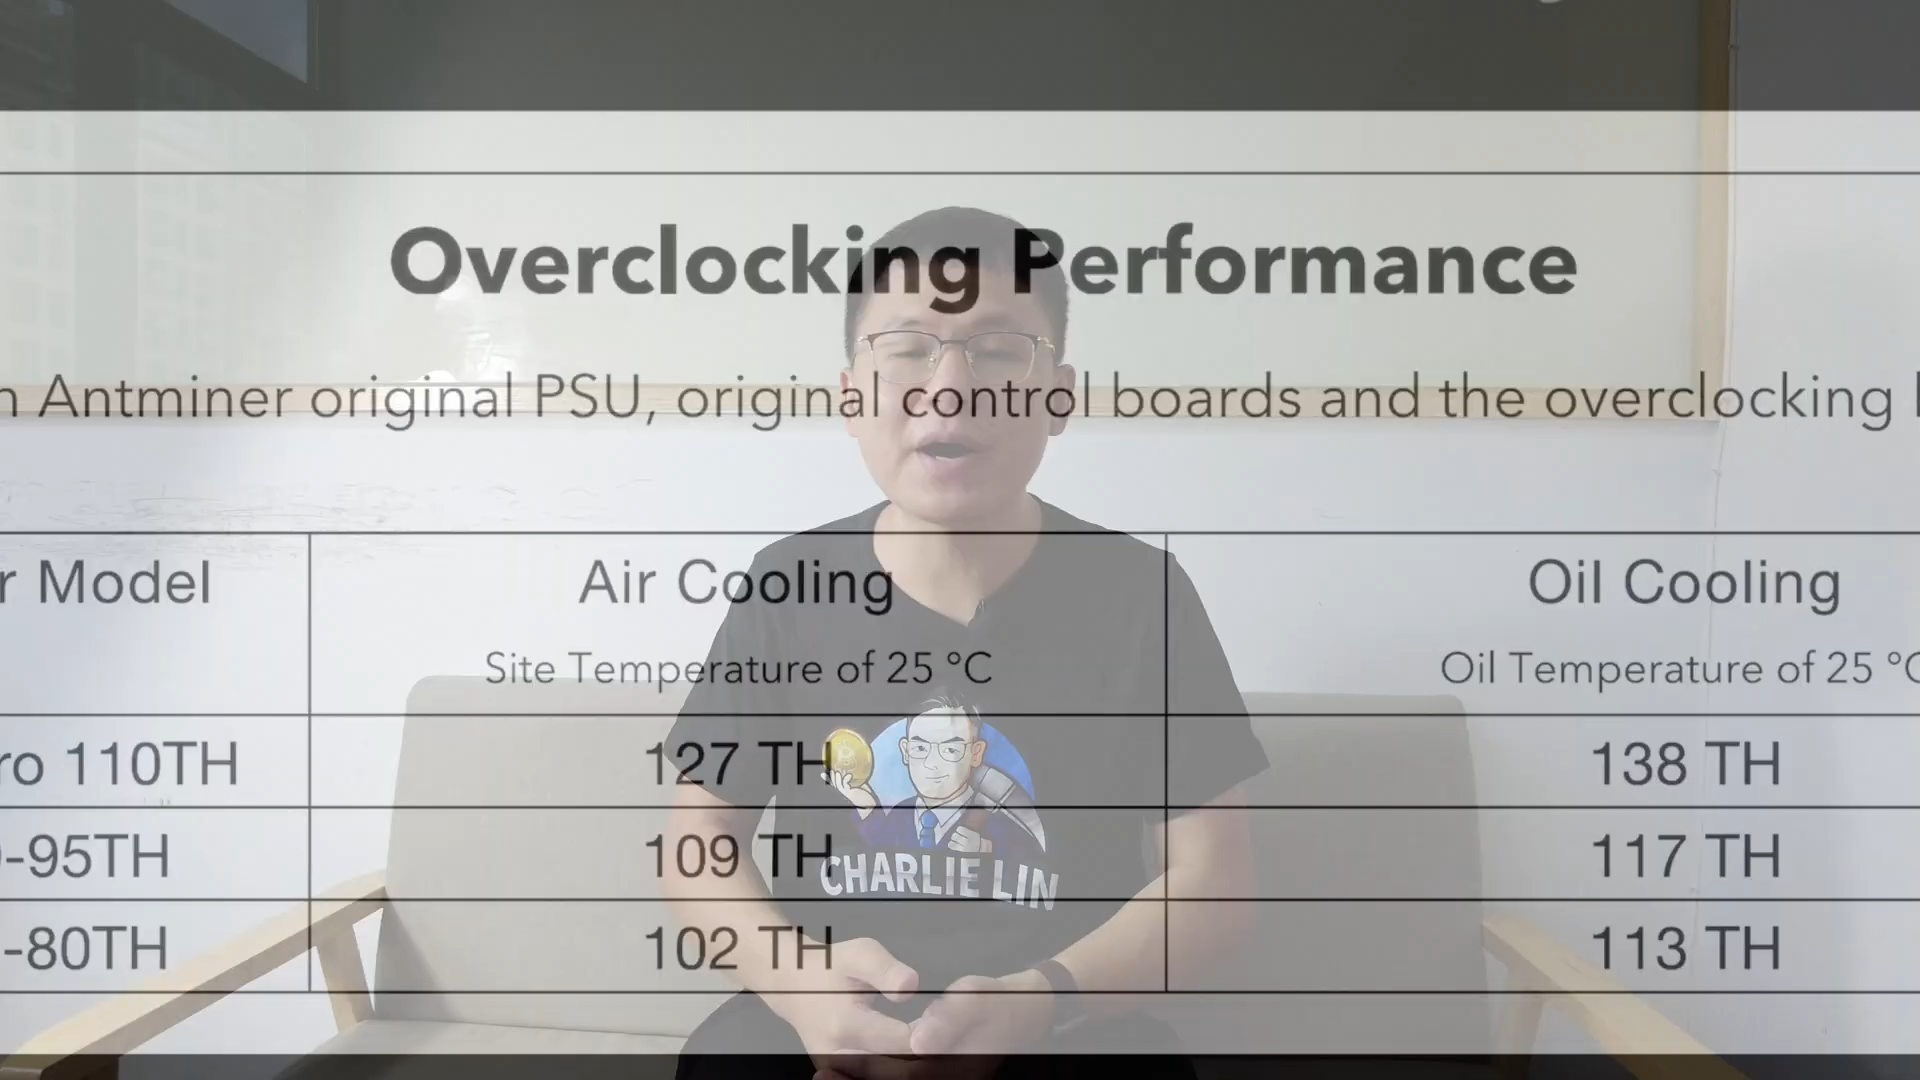 Overclocking Performance
Antminer original PSU, original control boards and the overclocking
Model Air Cooling Oil Cooling
Site Temperature of 25 °C Oil Temperature of 25 °C
110TH 127 TH 138 TH
-95TH 109 TH 117 TH
-80TH 102 TH 113 TH
CHARLIE LIN